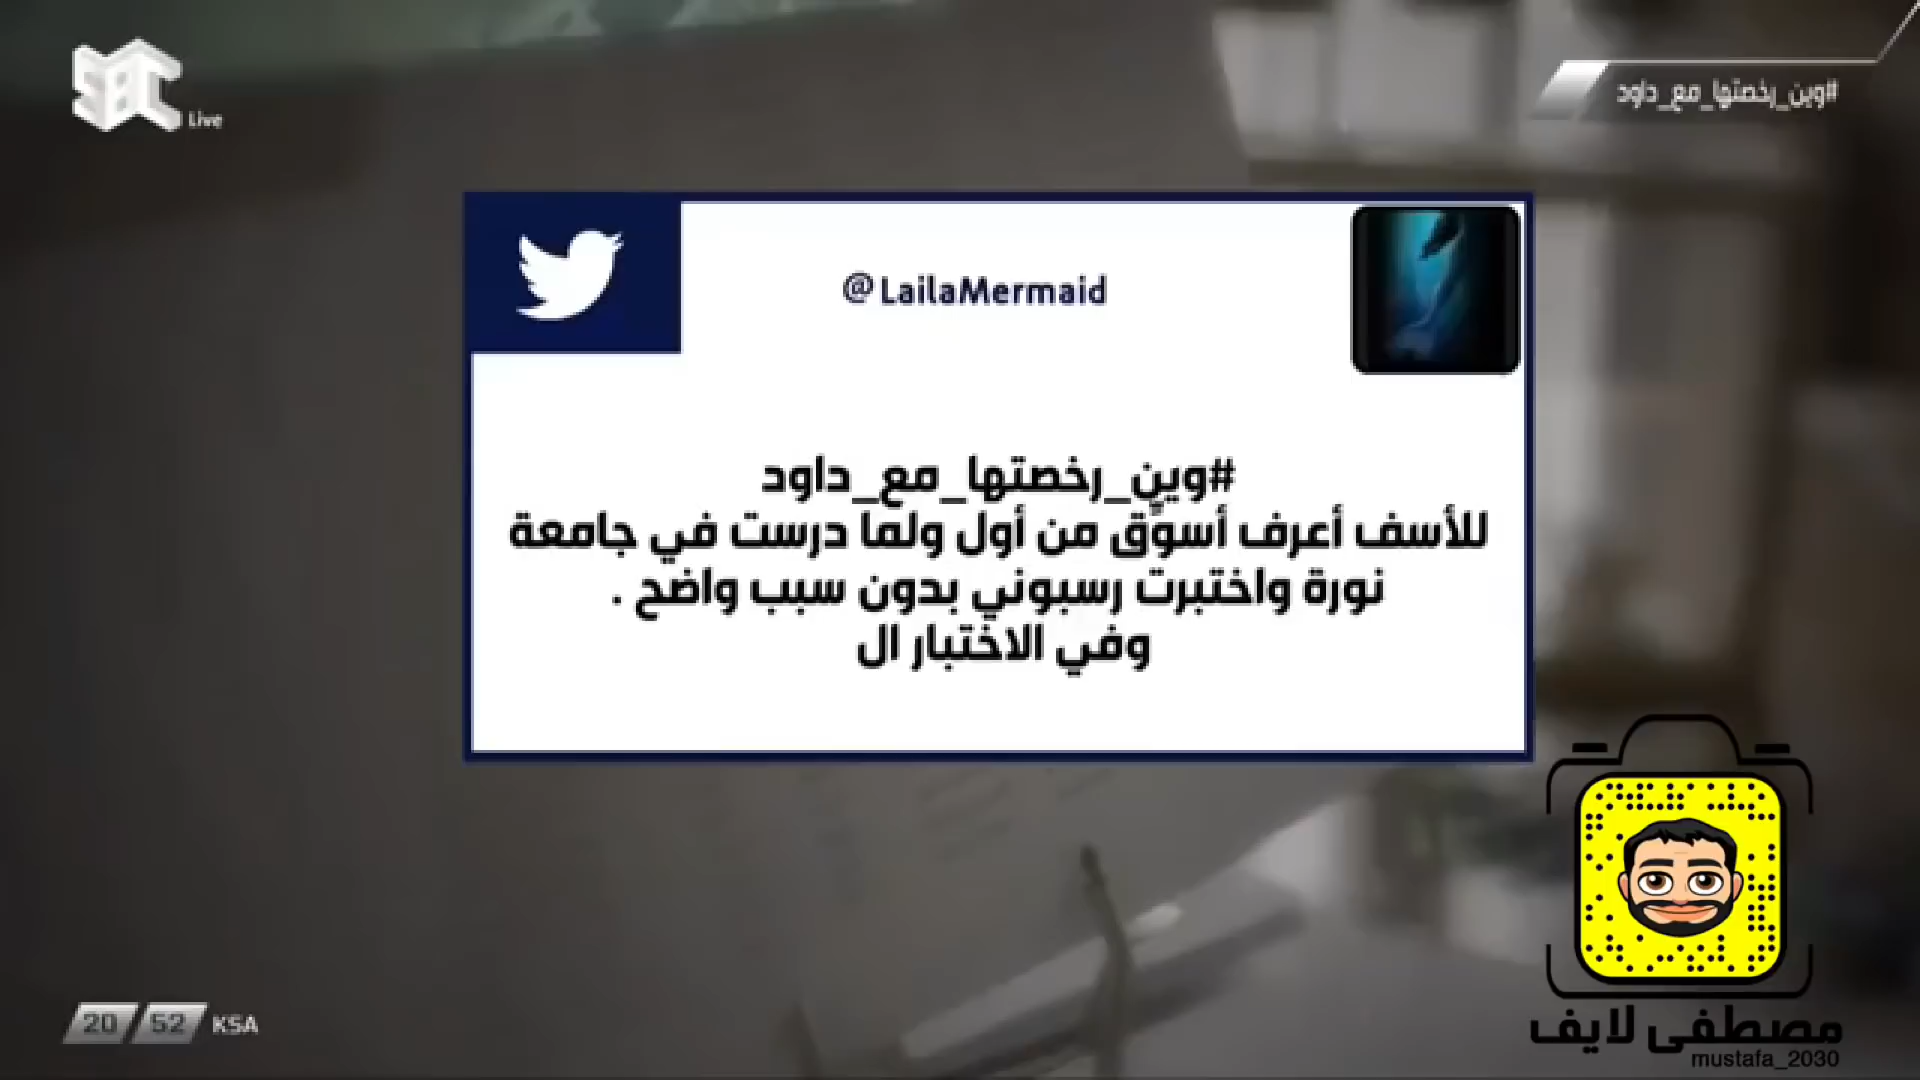 SBC
Live
#وين_رخصتها_مع_داود
@LailaMermaid
#وين_رخصتها_مع_داود
للأسف أعرف أسوِّق من أول ولما درست في جامعة
نورة واختبرت رسبوني بدون سبب واضح .
وفي الاختبار ال
20 52 KSA
مصطفى لايف
mustafa_2030